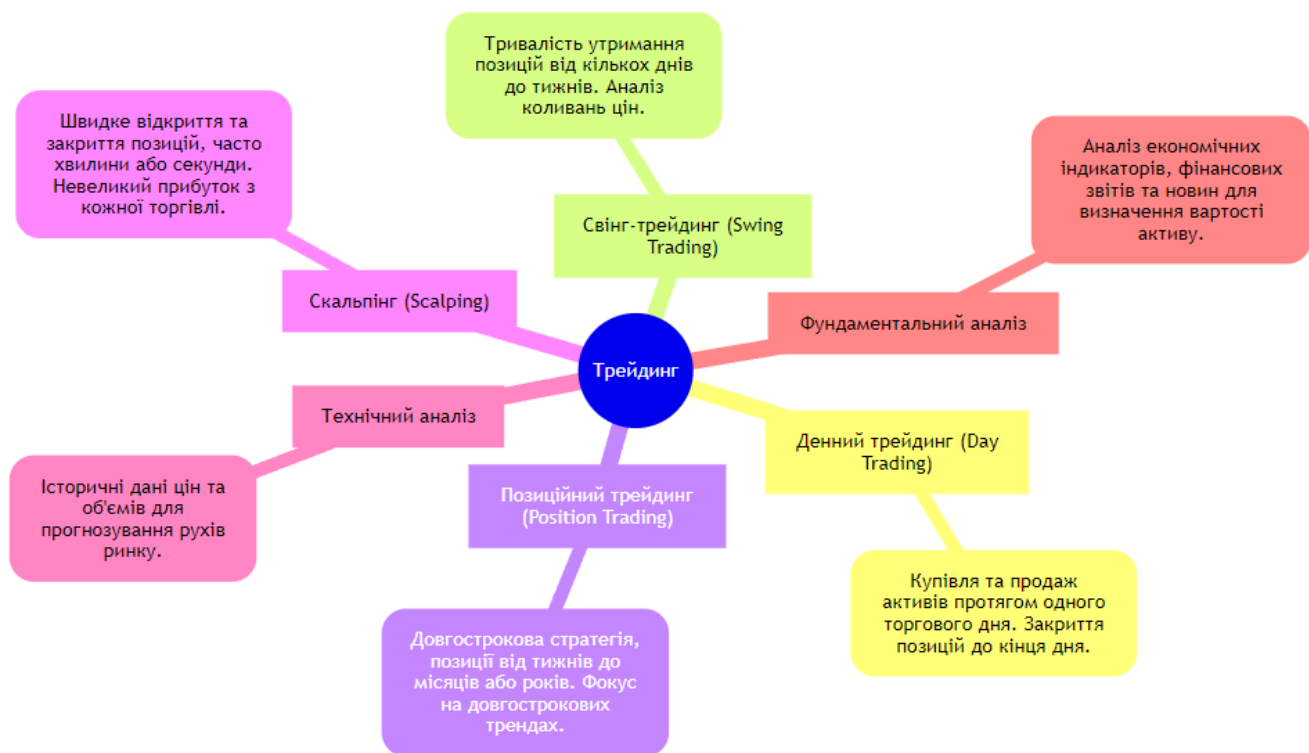 Тривалість утримання
позицій від кількох днів
до тижнів. Аналіз
коливань цін.
Швидке відкриття та
закриття позицій, часто
хвилини або секунди.
Невеликий прибуток з
кожної торгівлі.
Аналіз економічних
індикаторів, фінансових
звітів та новин для
визначення вартості
активу.
Свінг-трейдинг (Swing
Trading)
Скальпінг (Scalping)
Фундаментальний аналіз
Трейдинг
Технічний аналіз
Денний трейдинг (Day
Trading)
Позиційний трейдинг
(Position Trading)
Історичні дані цін та
об'ємів для
прогнозування рухів
ринку.
Купівля та продаж
активів протягом одного
торгового дня. Закриття
позицій до кінця дня.
Довгострокова стратегія,
позиції від тижнів до
місяців або років. Фокус
на довгострокових
трендах.